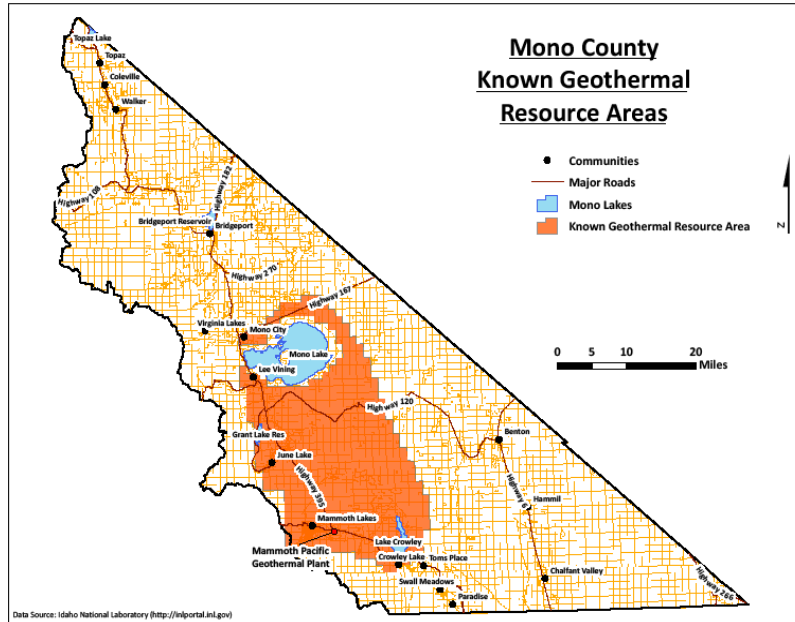 Mono County
Known Geothermal
Resource Areas
Communities
Major Roads
Mono Lakes
Known Geothermal Resource Area
Z
0 5 10 20
Miles
Topaz Lake
Topaz
Coleville
Walker
Highway 108
Highway 182
Bridgeport Reservoir
Bridgeport
Highway 270
Highway 167
Virginia Lakes
Mono City
Mono Lake
Lee Vining
Highway 120
Grant Lake Res
June Lake
Highway 395
Benton
Highway 6
Hammil
Mammoth Lakes
Mammoth Pacific
Geothermal Plant
Lake Crowley
Crowley Lake
Toms Place
Swall Meadows
Paradise
Chalfant Valley
Highway 266
Data Source: Idaho National Laboratory (http://inlportal.inl.gov)